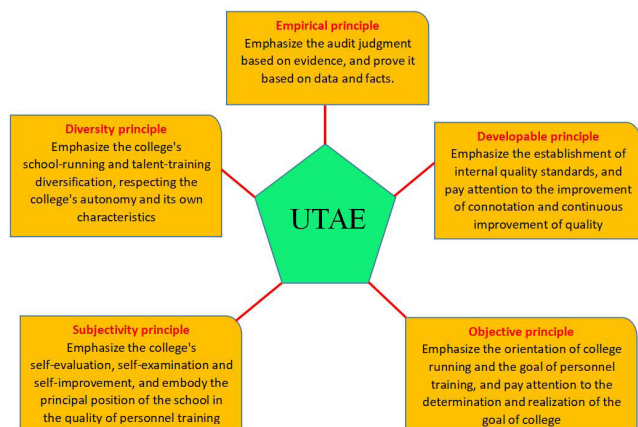 Empirical principle
Emphasize the audit judgment
based on evidence, and prove it
based on data and facts.
Diversity principle
Emphasize the college's
school-running and talent-training
diversification, respecting the
college's autonomy and its own
characteristics
Developable principle
Emphasize the establishment of
internal quality standards, and
pay attention to the improvement
of connotation and continuous
improvement of quality
UTAE
Subjectivity principle
Emphasize the college's
self-evaluation, self-examination and
self-improvement, and embody the
principal position of the school in
the quality of personnel training
Objective principle
Emphasize the orientation of college
running and the goal of personnel
training, and pay attention to the
determination and realization of the
goal of college